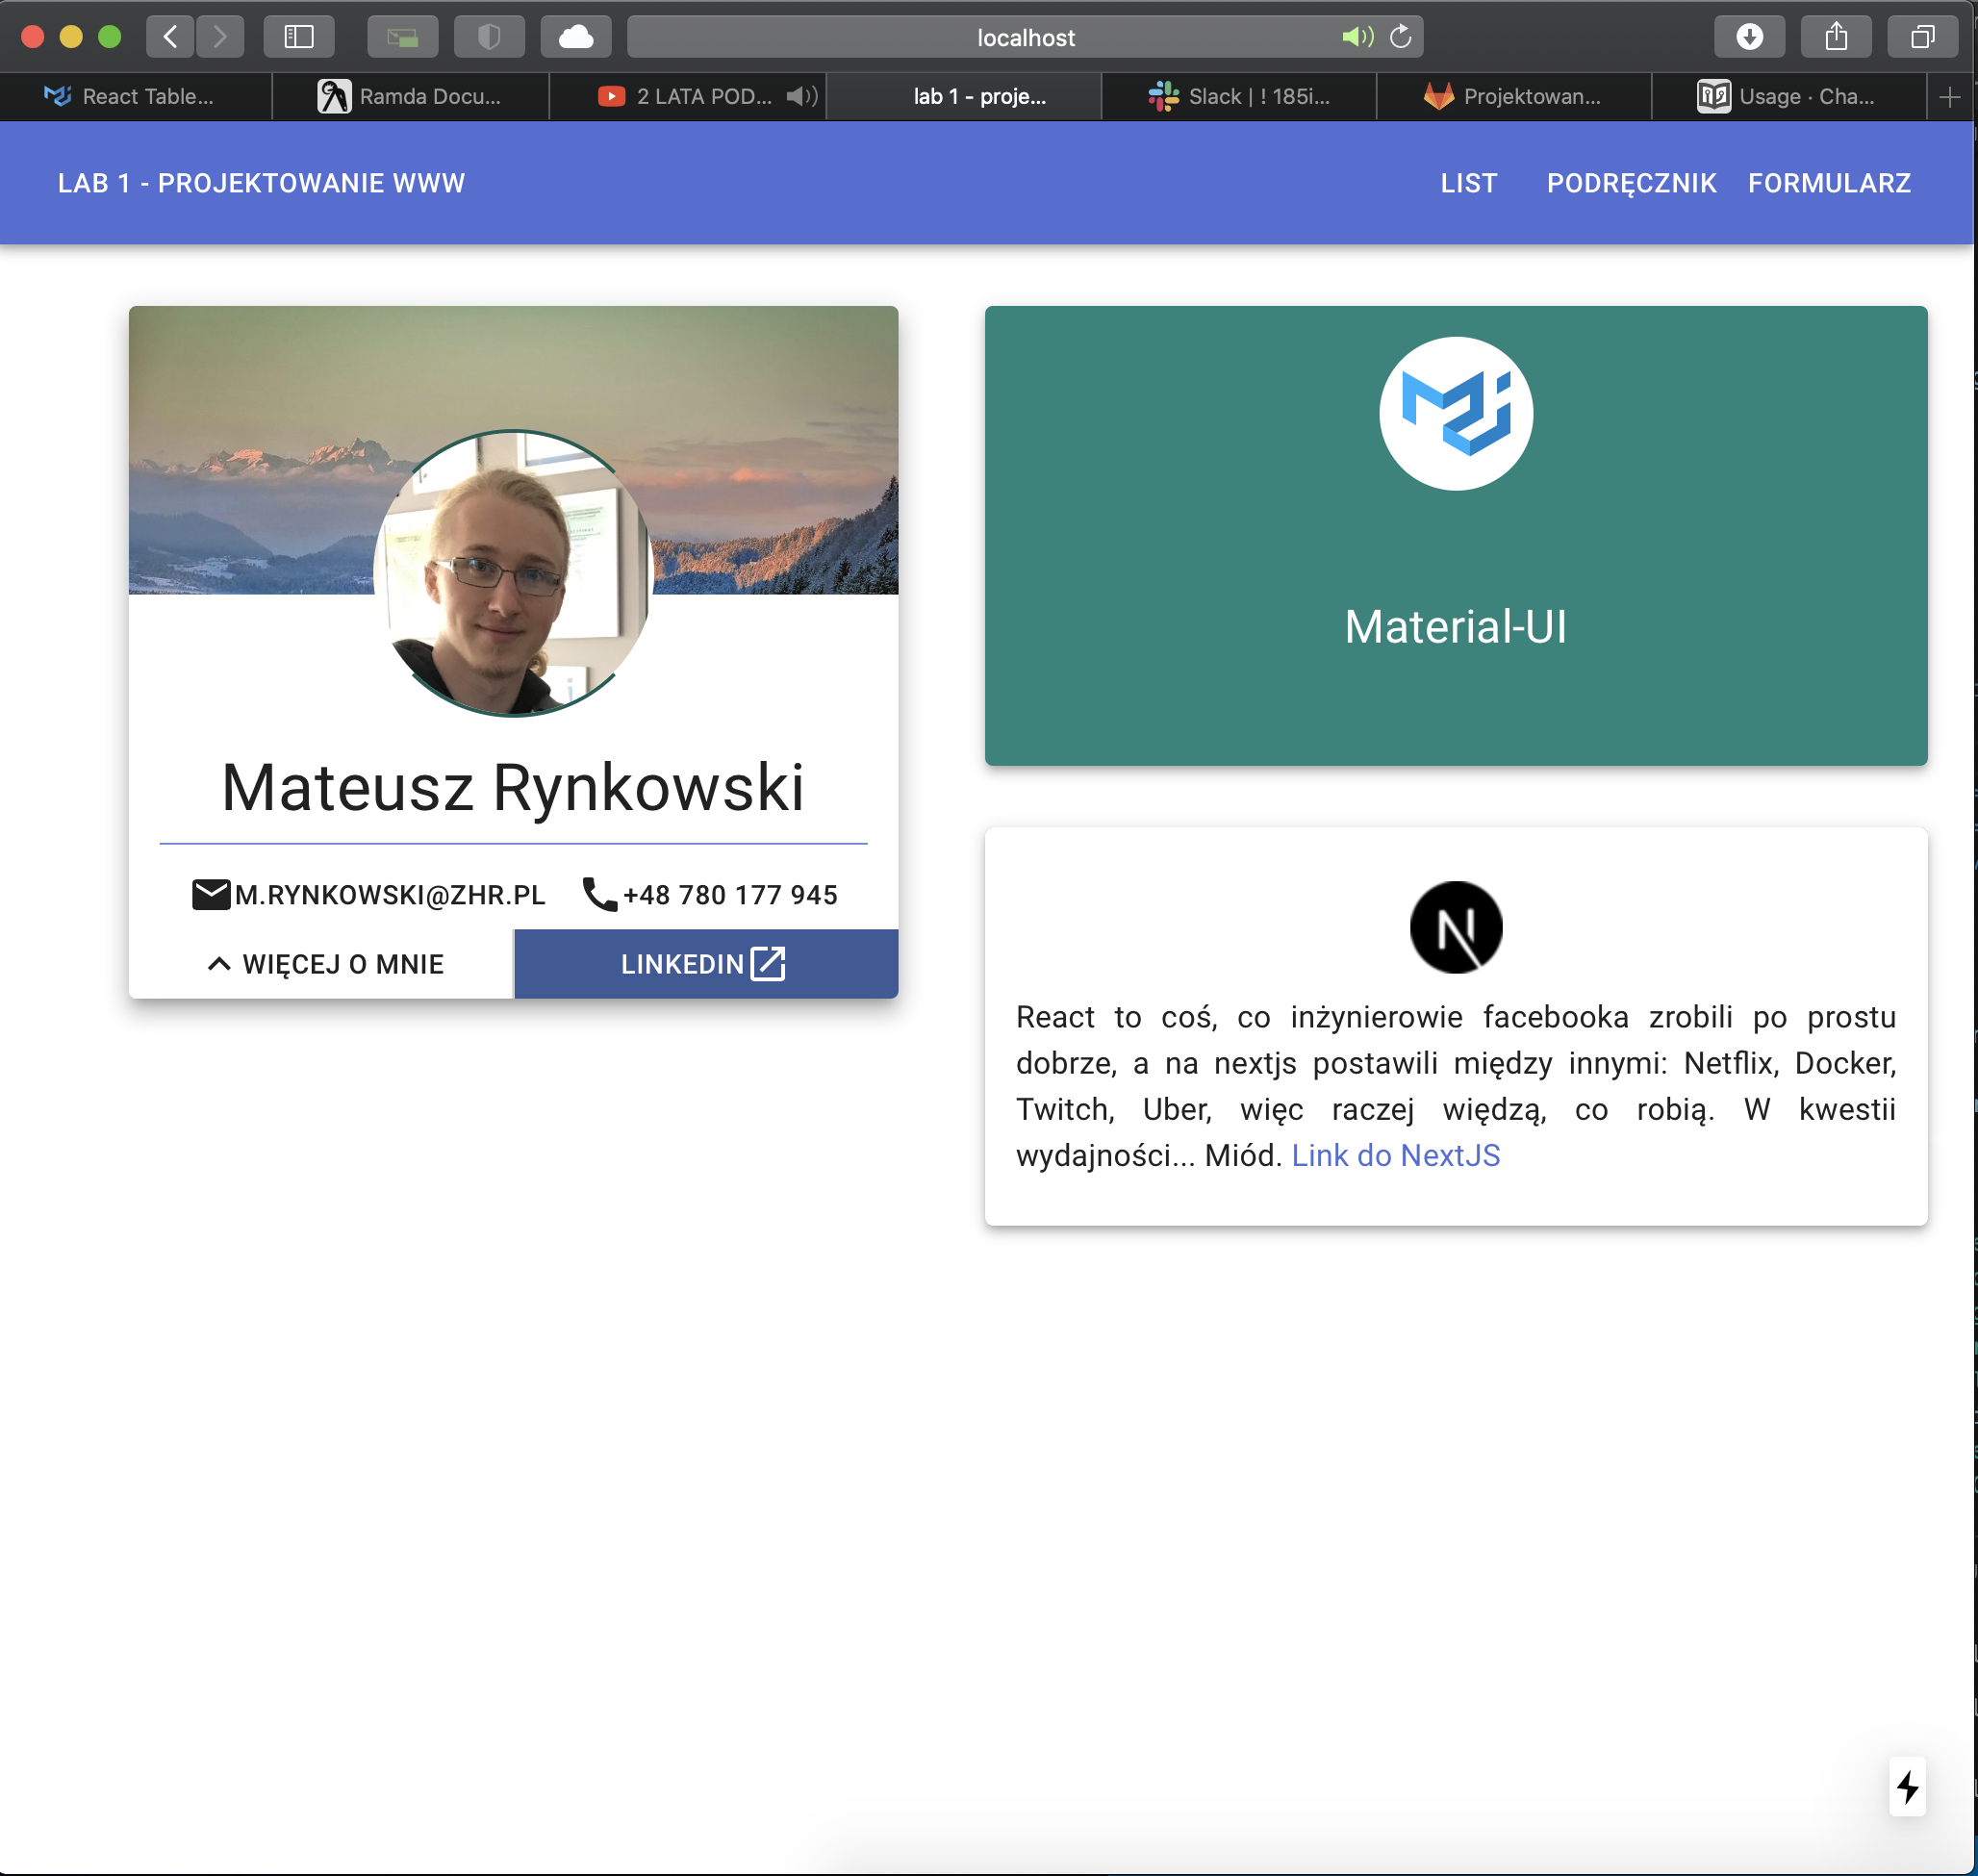 localhost
React Table...
Ramda Docu...
2 LATA POD...
lab 1 - proje...
Slack | ! 185i...
Projektowan...
Usage · Cha...
LAB 1 - PROJEKTOWANIE WWW
LIST
PODRĘCZNIK
FORMULARZ
Mateusz Rynkowski
M.RYNKOWSKI@ZHR.PL
+48 780 177 945
WIĘCEJ O MNIE
LINKEDIN
Material-UI
React to coś, co inżynierowie facebooka zrobili po prostu
dobrze, a na nextjs postawili między innymi: Netflix, Docker,
Twitch, Uber, więc raczej więdzą, co robią. W kwestii
wydajności... Miód. Link do NextJS